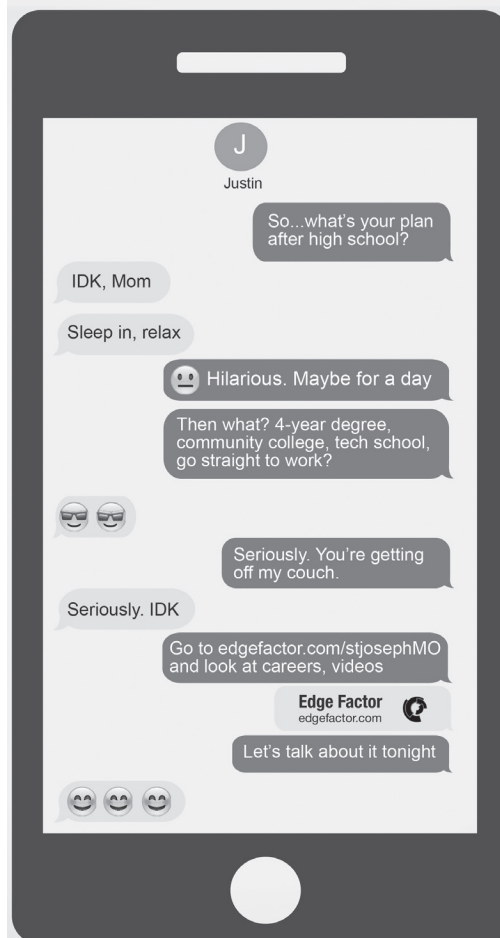 J
Justin
So...what's your plan
after high school?
IDK, Mom
Sleep in, relax
😐 Hilarious. Maybe for a day
Then what? 4-year degree,
community college, tech school,
go straight to work?
😎 😎
Seriously. You're getting
off my couch.
Seriously. IDK
Go to edgefactor.com/stjosephMO
and look at careers, videos
Edge Factor
edgefactor.com
Let's talk about it tonight
😊 😊 😊